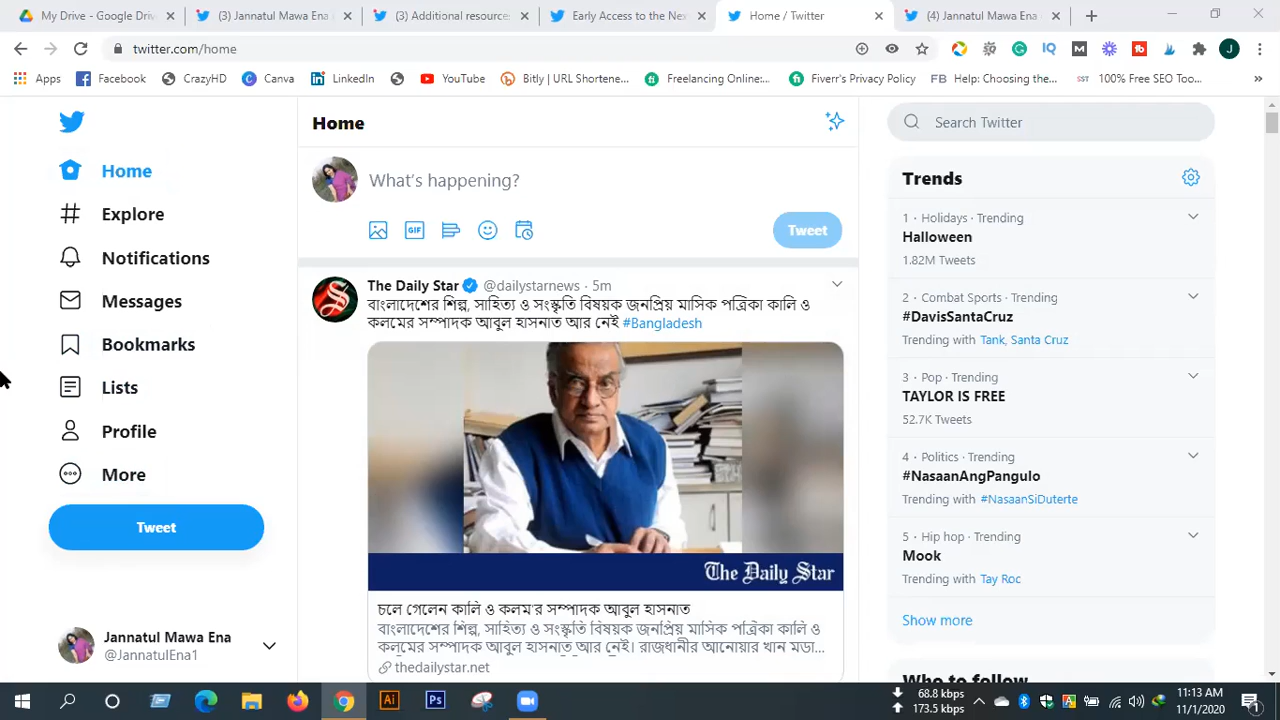 My Drive - Google Driv
(3) Jannatul Mawa Ena
(3) Additional resource
Early Access to the Ne
Home / Twitter
(4) Jannatul Mawa Ena
twitter.com/home
Apps
Facebook
CrazyHD
Canva
LinkedIn
YouTube
Bitly | URL Shortene...
Freelancing Online:...
Fiverr's Privacy Policy
FB Help: Choosing the...
SST 100% Free SEO Too...
Home
Explore
Notifications
Messages
Bookmarks
Lists
Profile
More
Tweet
Jannatul Mawa Ena
@JannatulEna1
Home
What's happening?
GIF
Tweet
The Daily Star @dailystarnews · 5m
বাংলাদেশের শিল্প, সাহিত্য ও সংস্কৃতি বিষয়ক জনপ্রিয় মাসিক পত্রিকা কালি ও
কলমের সম্পাদক আবুল হাসনাত আর নেই #Bangladesh
The Daily Star
চলে গেলেন কালি ও কলম'র সম্পাদক আবুল হাসনাত
বাংলাদেশের শিল্প, সাহিত্য ও সংস্কৃতি বিষয়ক জনপ্রিয় মাসিক পত্রিকা কালি ও
কলমের সম্পাদক আবুল হাসনাত আর নেই। রাজধানীর আনোয়ার খান মডা...
thedailystar.net
Search Twitter
Trends
1 · Holidays · Trending
Halloween
1.82M Tweets
2 · Combat Sports · Trending
#DavisSantaCruz
Trending with Tank, Santa Cruz
3 · Pop · Trending
TAYLOR IS FREE
52.7K Tweets
4 · Politics · Trending
#NasaanAngPangulo
Trending with #NasaanSiDuterte
5 · Hip hop · Trending
Mook
Trending with Tay Roc
Show more
Who to follow
68.8 kbps
173.5 kbps
11:13 AM
11/1/2020